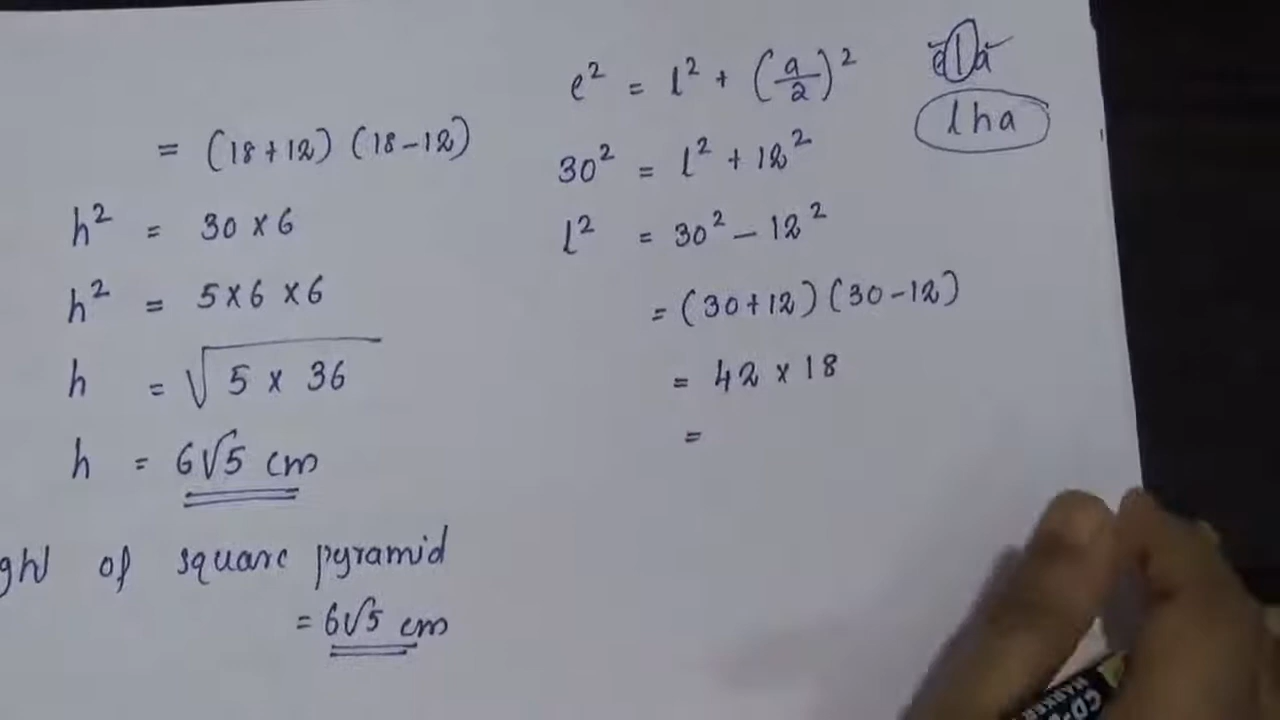 = (18+12) (18-12)
h² = 30 × 6
h² = 5×6 ×6
h = √5 × 36
h = 6√5 cm
of square pyramid
= 6√5 cm
e² = l² + (a/2)²
30² = l² + 12²
l² = 30² - 12²
= (30+12) (30-12)
= 42 × 18
=
ela
lha